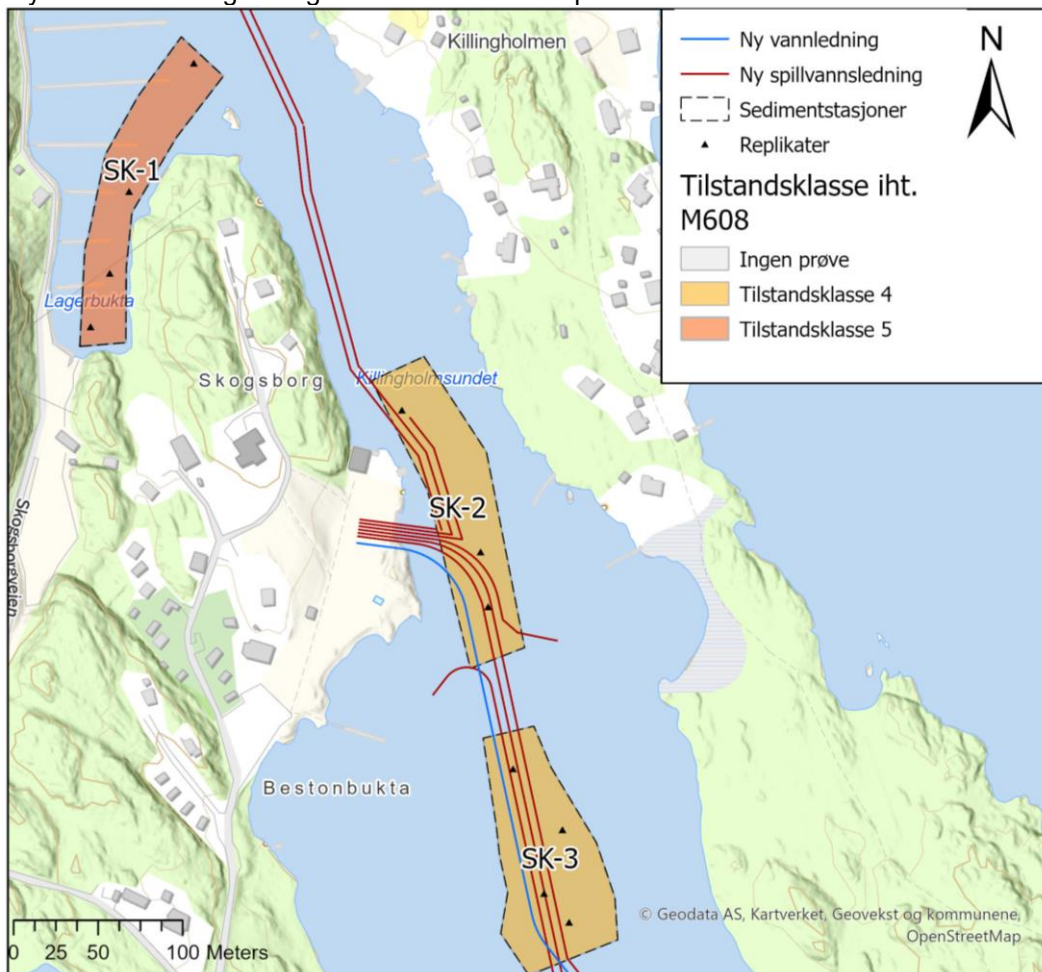 Killingholmen
Ny vannledning
Ny spillvannsledning
Sedimentstasjoner
Replikater
Tilstandsklasse iht.
M608
Ingen prøve
Tilstandsklasse 4
Tilstandsklasse 5
N
SK-1
Lagerbukta
Skogsborg
Killingholmsundet
Skogsborgveien
SK-2
Bestonbukta
SK-3
0 25 50 100 Meters
© Geodata AS, Kartverket, Geovekst og kommunene,
OpenStreetMap